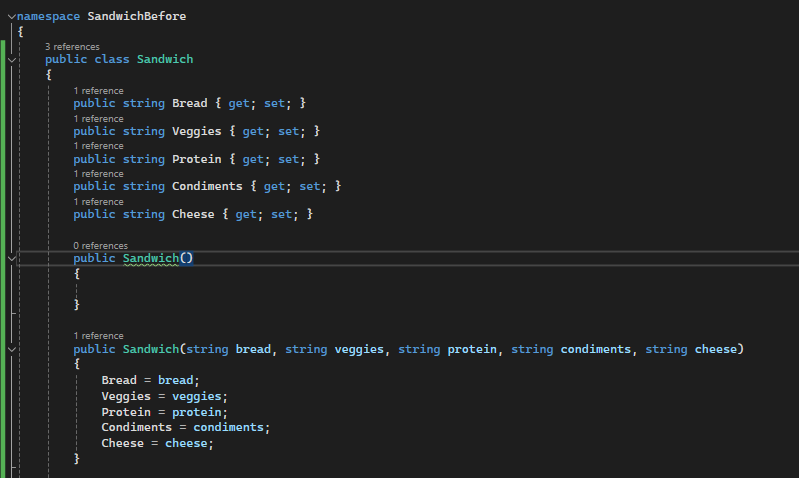 namespace SandwichBefore
{
3 references
public class Sandwich
{
1 reference
public string Bread { get; set; }
1 reference
public string Veggies { get; set; }
1 reference
public string Protein { get; set; }
1 reference
public string Condiments { get; set; }
1 reference
public string Cheese { get; set; }
0 references
public Sandwich()
{
}
1 reference
public Sandwich(string bread, string veggies, string protein, string condiments, string cheese)
{
Bread = bread;
Veggies = veggies;
Protein = protein;
Condiments = condiments;
Cheese = cheese;
}